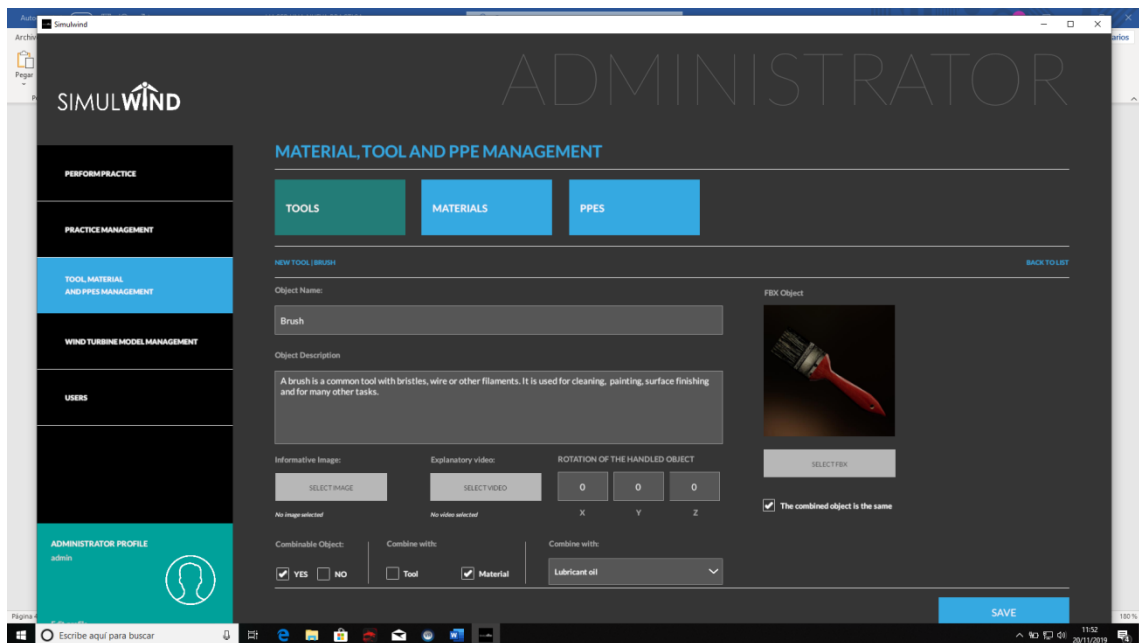 Simulwind
Archiv
arios
Pegar
SIMULWIND
ADMINISTRATOR
MATERIAL, TOOL AND PPE MANAGEMENT
PERFORM PRACTICE
PRACTICE MANAGEMENT
TOOL, MATERIAL
AND PPES MANAGEMENT
WIND TURBINE MODEL MANAGEMENT
USERS
TOOLS
MATERIALS
PPES
NEW TOOL | BRUSH
BACK TO LIST
Object Name:
Brush
Object Description
A brush is a common tool with bristles, wire or other filaments. It is used for cleaning, painting, surface finishing
and for many other tasks.
FBX Object
SELECT FBX
The combined object is the same
Informative Image:
SELECT IMAGE
No image selected
Explanatory video:
SELECT VIDEO
No video selected
ROTATION OF THE HANDLED OBJECT
0 0 0
X Y Z
Combinable Object:
YES NO
Combine with:
Tool Material
Combine with:
Lubricant oil
SAVE
ADMINISTRATOR PROFILE
admin
Página
180 %
Escribe aquí para buscar
11:52
20/11/2019